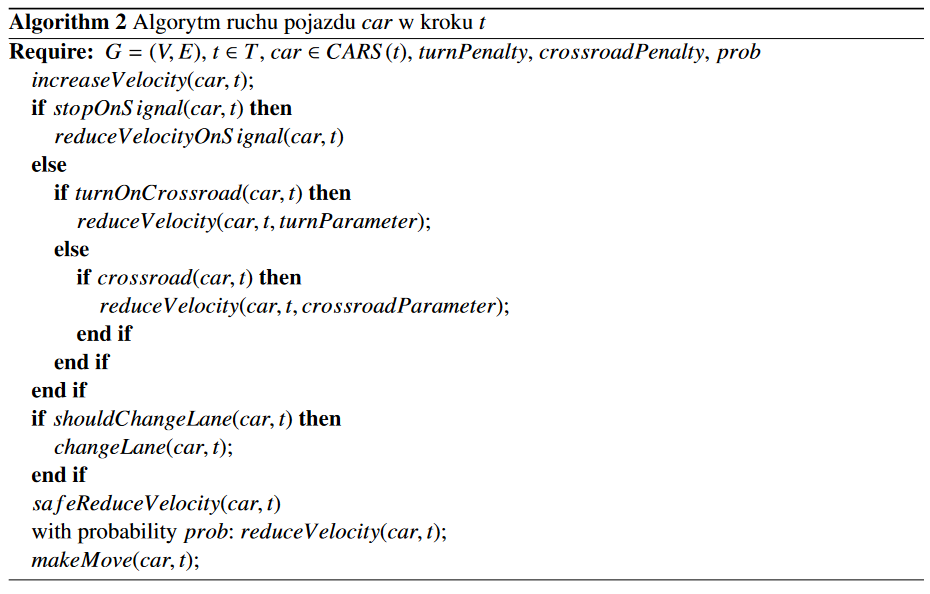 Algorithm 2 Algorytm ruchu pojazdu car w kroku t
Require: G = (V, E), t ∈ T, car ∈ CARS(t), turnPenalty, crossroadPenalty, prob
increaseVelocity(car, t);
if stopOnSignal(car, t) then
reduceVelocityOnSignal(car, t)
else
if turnOnCrossroad(car, t) then
reduceVelocity(car, t, turnParameter);
else
if crossroad(car, t) then
reduceVelocity(car, t, crossroadParameter);
end if
end if
end if
if shouldChangeLane(car, t) then
changeLane(car, t);
end if
safeReduceVelocity(car, t)
with probability prob: reduceVelocity(car, t);
makeMove(car, t);